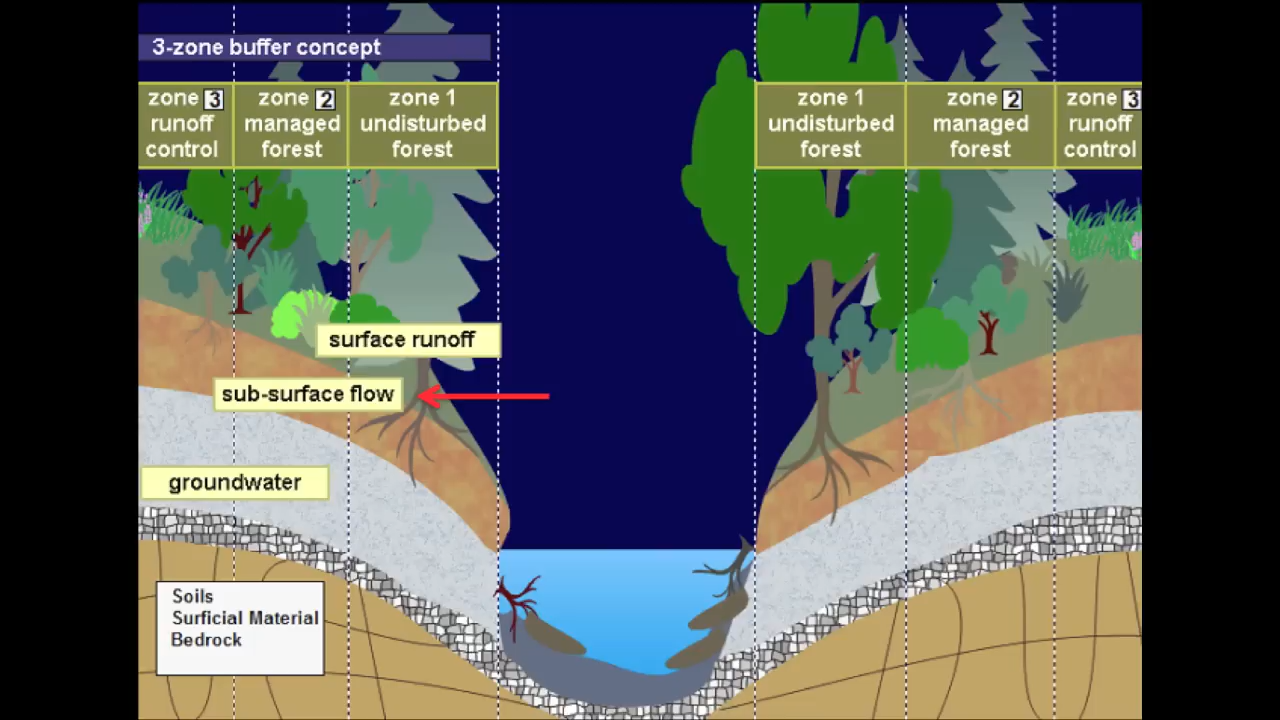 3-zone buffer concept
zone 3
runoff
control
zone 2
managed
forest
zone 1
undisturbed
forest
zone 1
undisturbed
forest
zone 2
managed
forest
zone 3
runoff
control
surface runoff
sub-surface flow
groundwater
Soils
Surficial Material
Bedrock